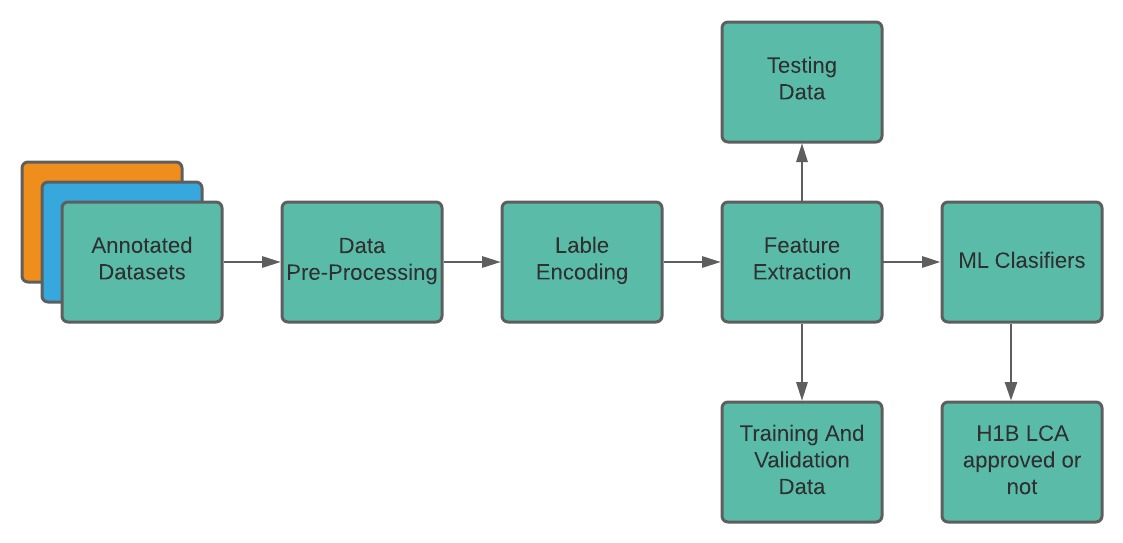 Testing
Data
Annotated
Datasets
Data
Pre-Processing
Lable
Encoding
Feature
Extraction
ML Clasifiers
Training And
Validation
Data
H1B LCA
approved or
not